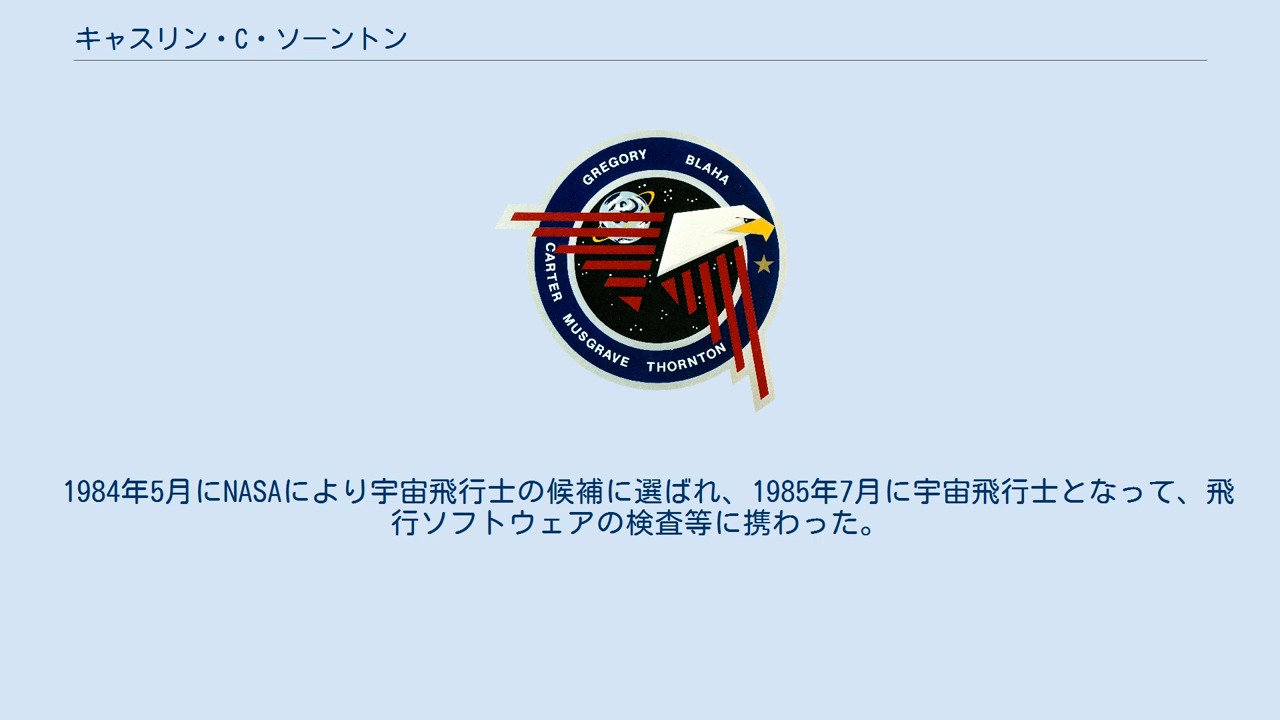 キャスリン・C・ソーントン
GREGORY
BLAHA
CARTER
MUSGRAVE
THORNTON
1984年5月にNASAにより宇宙飛行士の候補に選ばれ、1985年7月に宇宙飛行士となって、飛
行ソフトウェアの検査等に携わった。